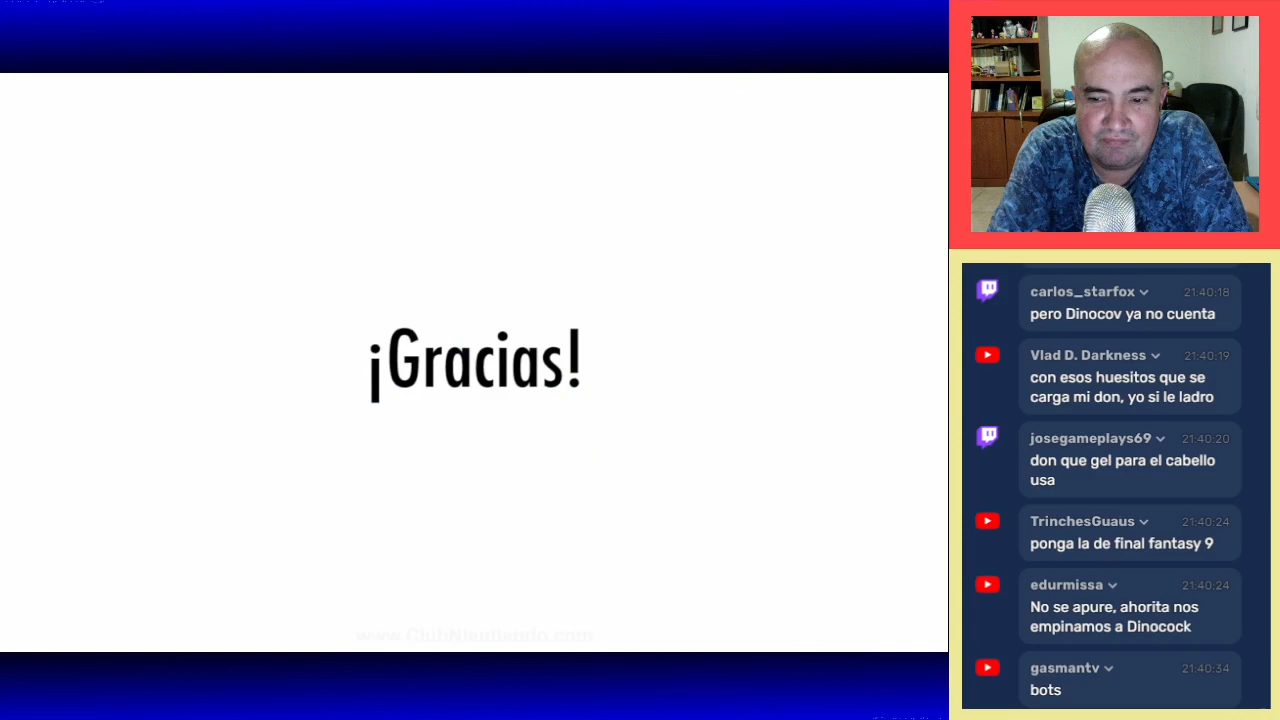 ¡Gracias!
www.ClubNintiando.com
carlos_starfox 21:40:18
pero Dinocov ya no cuenta
Vlad D. Darkness 21:40:19
con esos huesitos que se
carga mi don, yo si le ladro
josegameplays69 21:40:20
don que gel para el cabello
usa
TrinchesGuaus 21:40:24
ponga la de final fantasy 9
edurmissa 21:40:24
No se apure, ahorita nos
empinamos a Dinocock
gasmantv 21:40:34
bots